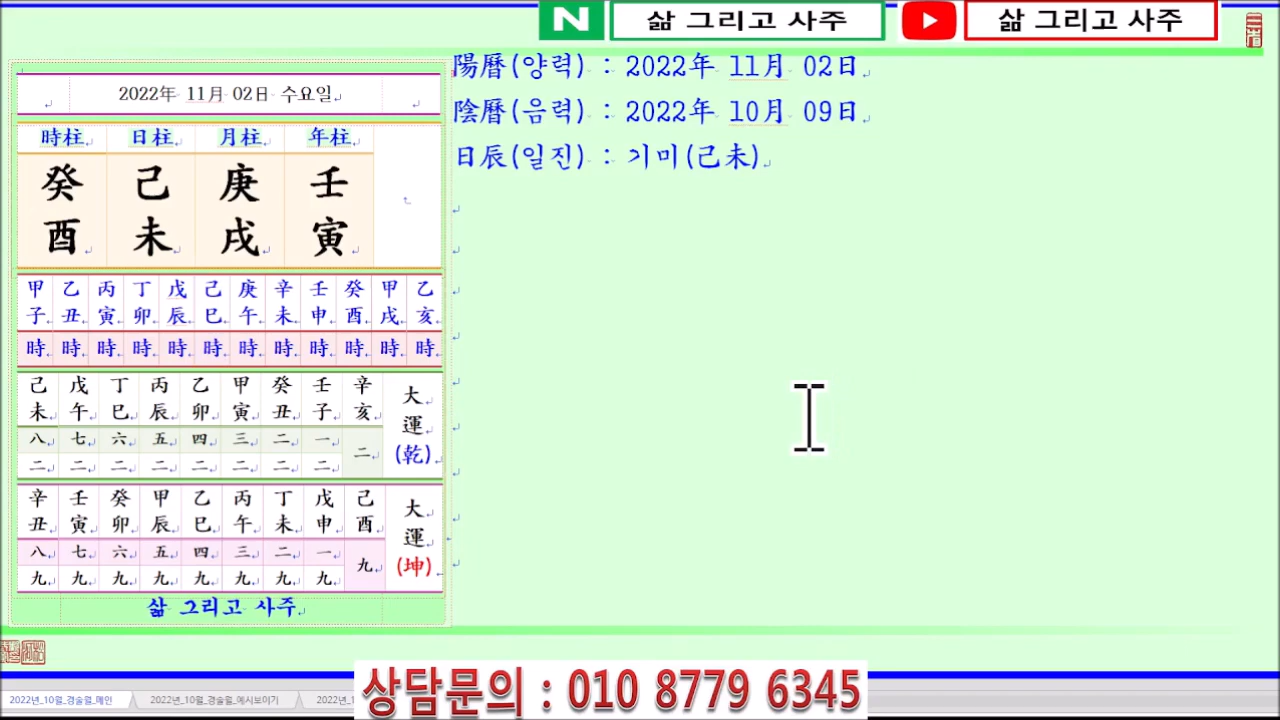 삶 그리고 사주
삶 그리고 사주
2022年 11月 02日 수요일
時柱 日柱 月柱 年柱
癸 己 庚 壬
酉 未 戌 寅
甲 乙 丙 丁 戊 己 庚 辛 壬 癸 甲 乙
子 丑 寅 卯 辰 巳 午 未 申 酉 戌 亥
時 時 時 時 時 時 時 時 時 時 時 時
己 戊 丁 丙 乙 甲 癸 壬 辛 大
未 午 巳 辰 卯 寅 丑 子 亥 運
八 七 六 五 四 三 二 一 二 (乾)
二 二 二 二 二 二 二 二
辛 壬 癸 甲 乙 丙 丁 戊 己 大
丑 寅 卯 辰 巳 午 未 申 酉 運
八 七 六 五 四 三 二 一 九 (坤)
九 九 九 九 九 九 九 九
삶 그리고 사주
陽曆(양력) : 2022年 11月 02日
陰曆(음력) : 2022年 10月 09日
日辰(일진) : 기미(己未)
2022년_10월_경술월_메인 2022년_10월_경술월_예시보이기 2022년
상담문의 : 010 8779 6345